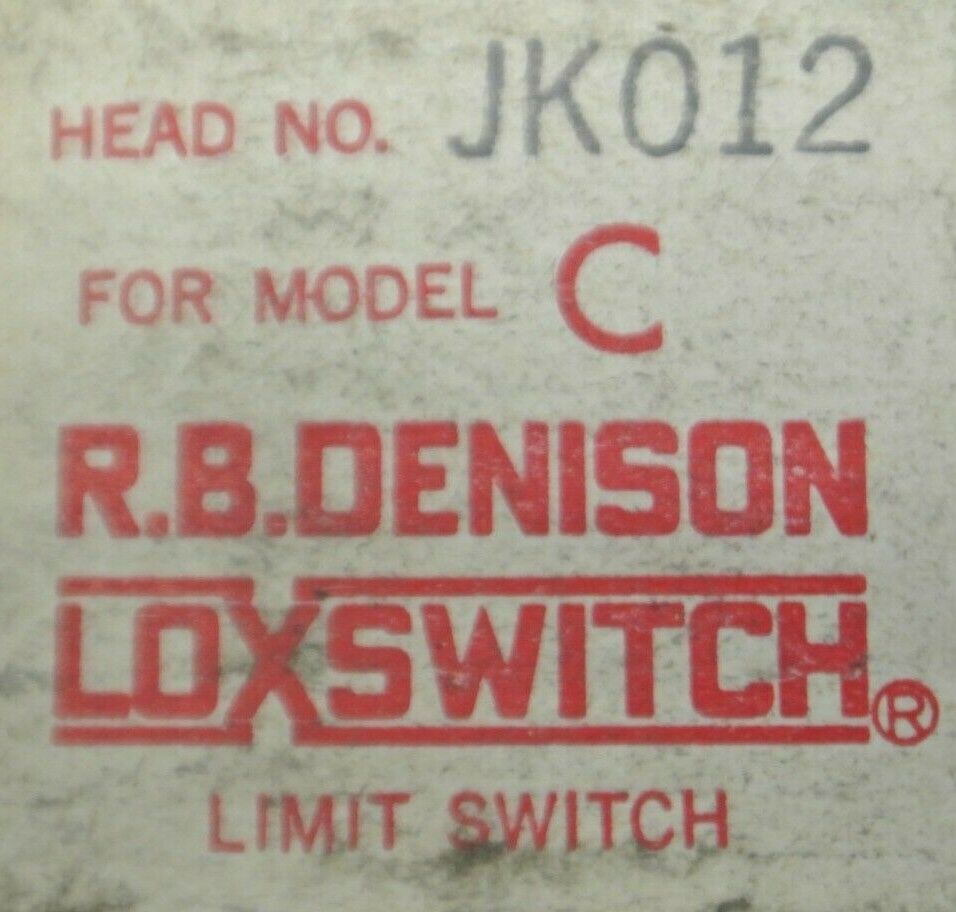 HEAD NO. JK012
FOR MODEL C
R.B.DENISON
LOXSWITCH®
LIMIT SWITCH